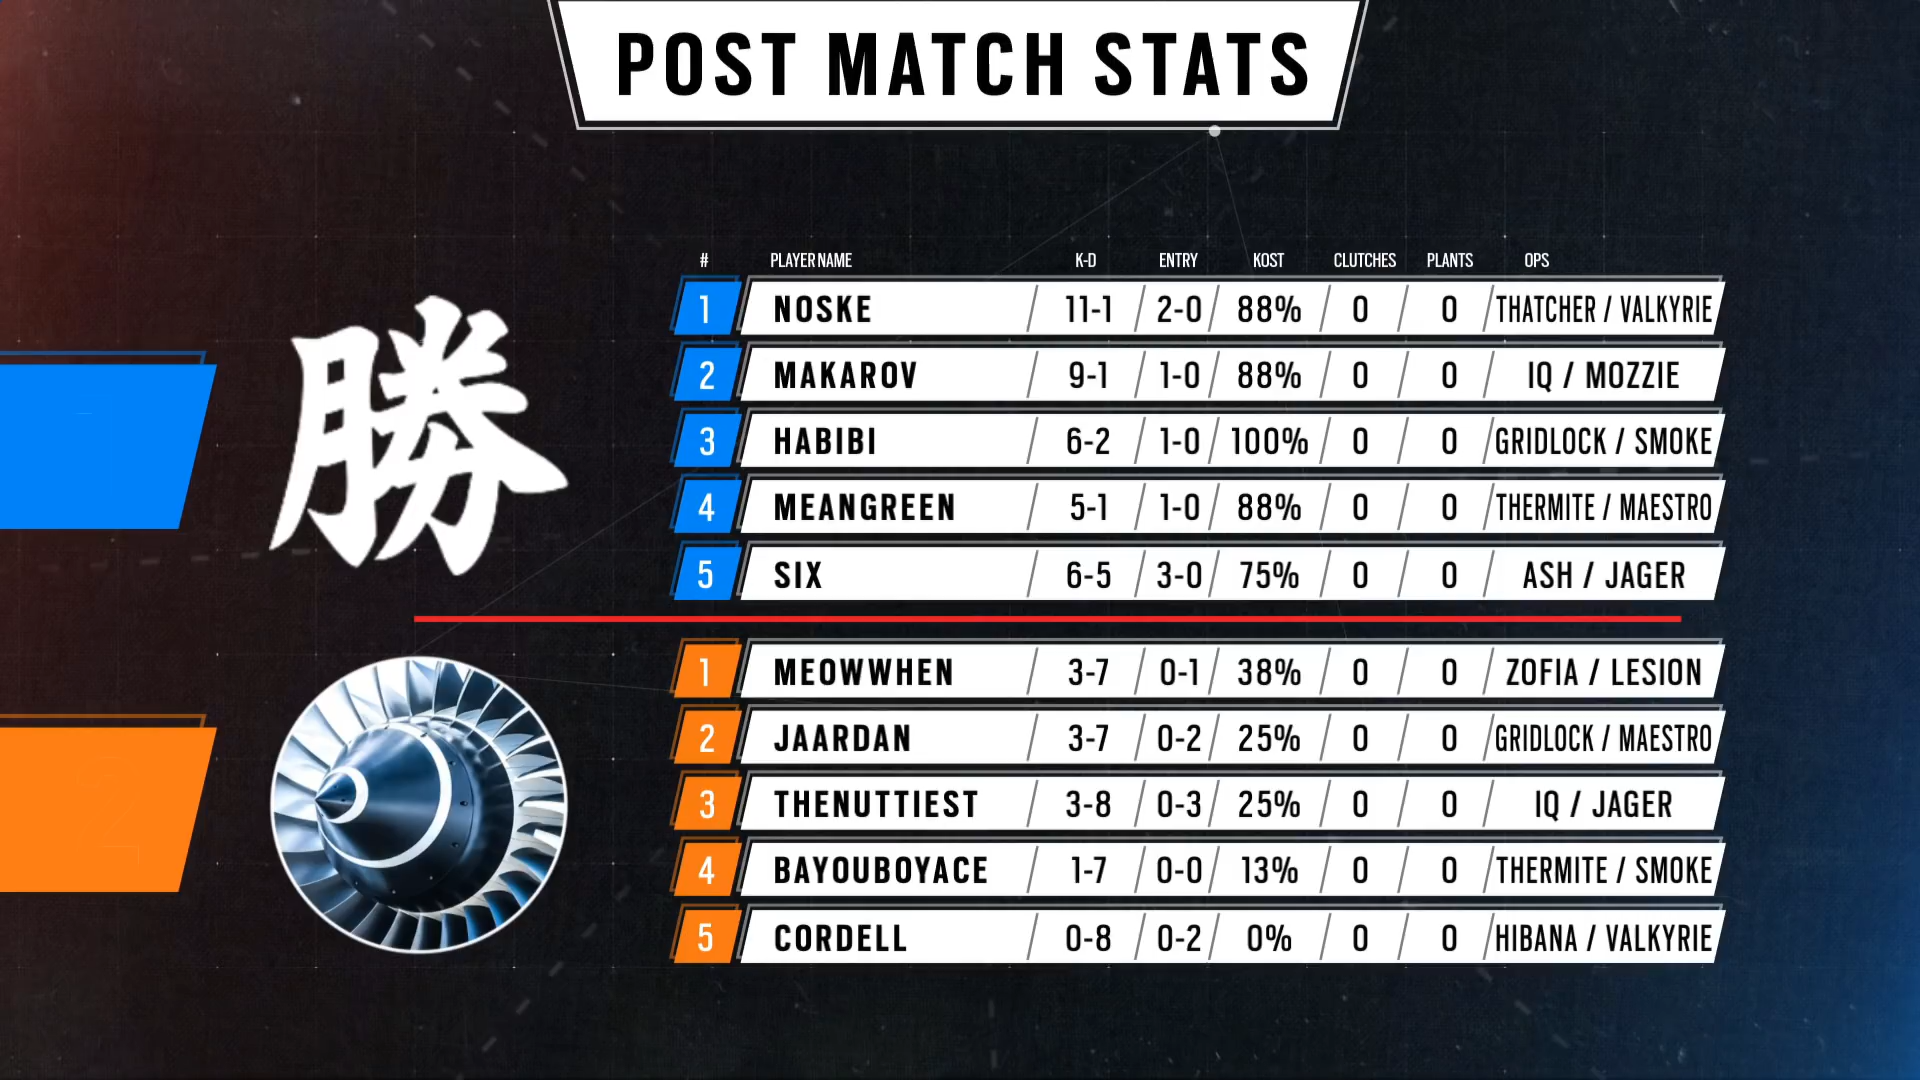 POST MATCH STATS
# PLAYER NAME K-D ENTRY KOST CLUTCHES PLANTS OPS
勝
1 NOSKE 11-1 2-0 88% 0 0 THATCHER / VALKYRIE
2 MAKAROV 9-1 1-0 88% 0 0 IQ / MOZZIE
3 HABIBI 6-2 1-0 100% 0 0 GRIDLOCK / SMOKE
4 MEANGREEN 5-1 1-0 88% 0 0 THERMITE / MAESTRO
5 SIX 6-5 3-0 75% 0 0 ASH / JAGER
1 MEOWWHEN 3-7 0-1 38% 0 0 ZOFIA / LESION
2 JAARDAN 3-7 0-2 25% 0 0 GRIDLOCK / MAESTRO
3 THENUTTIEST 3-8 0-3 25% 0 0 IQ / JAGER
4 BAYOUBOYACE 1-7 0-0 13% 0 0 THERMITE / SMOKE
5 CORDELL 0-8 0-2 0% 0 0 HIBANA / VALKYRIE